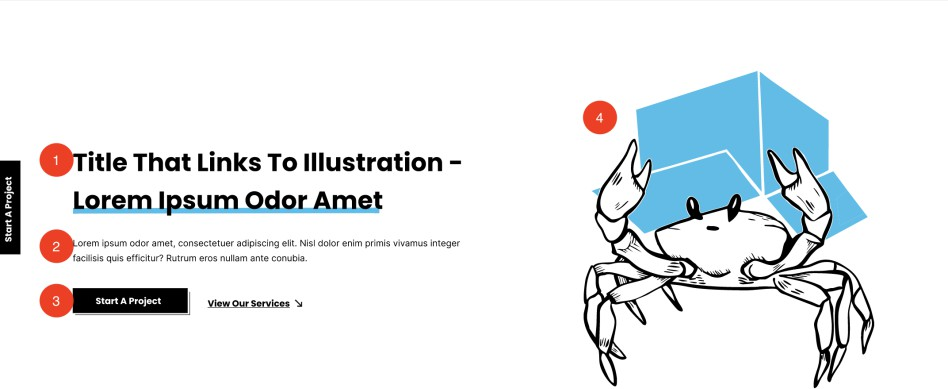 Start A Project
1
Title That Links To Illustration -
Lorem Ipsum Odor Amet
2
Lorem ipsum odor amet, consectetuer adipiscing elit. Nisl dolor enim primis vivamus integer
facilisis quis efficitur? Rutrum eros nullam ante conubia.
3
Start A Project
View Our Services ↘
4